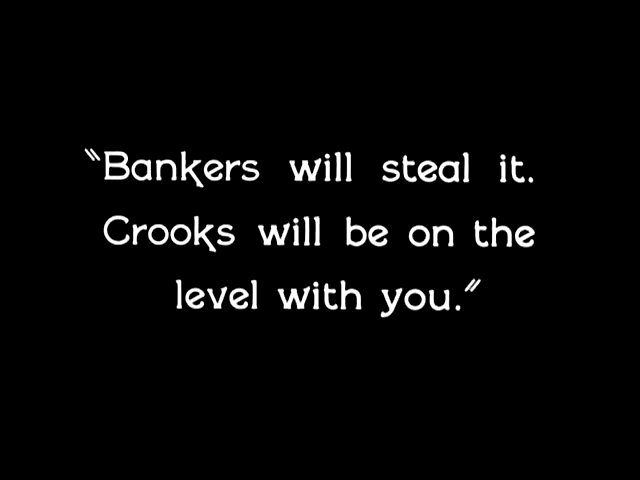 "Bankers will steal it.
Crooks will be on the
level with you."